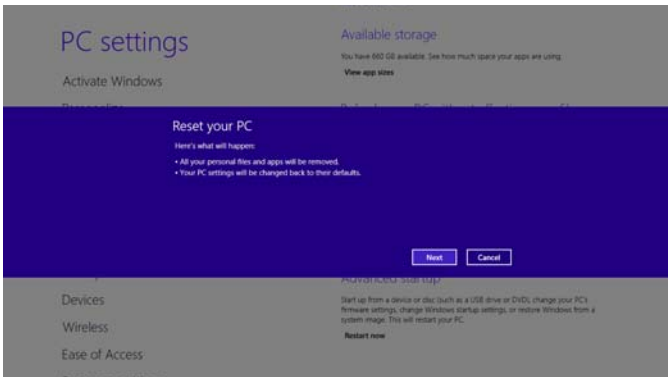 PC settings
Activate Windows
Devices
Wireless
Ease of Access
Available storage
You have 660 GB available. See how much space your apps are using.
View app sizes
Reset your PC
Here's what will happen:
• All your personal files and apps will be removed.
• Your PC settings will be changed back to their defaults.
Next
Cancel
Advanced startup
Start up from a device or disc (such as a USB drive or DVD), change your PC's
firmware settings, change Windows startup settings, or restore Windows from a
system image. This will restart your PC.
Restart now